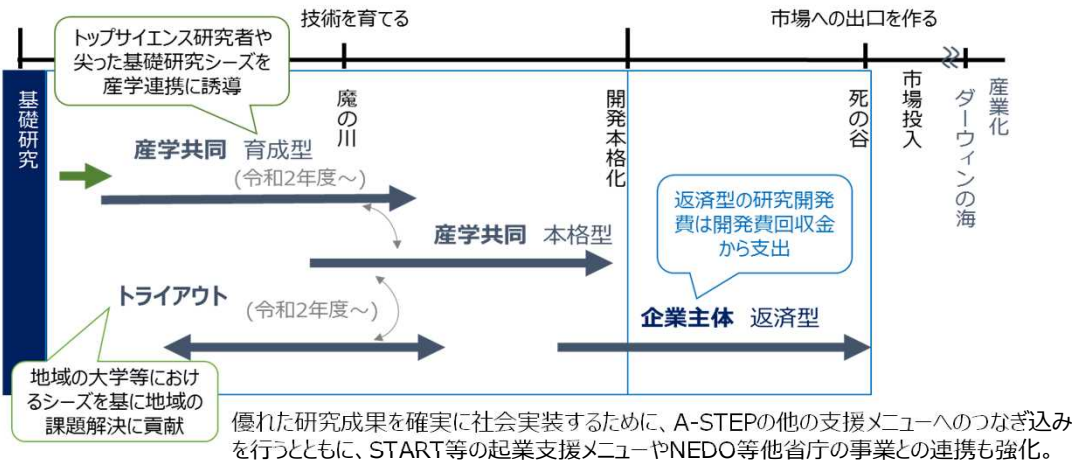 技術を育てる
市場への出口を作る
トップサイエンス研究者や
尖った基礎研究シーズを
産学連携に誘導
基礎研究
魔の川
開発本格化
死の谷
市場投入
ダーウィンの海
産業化
産学共同 育成型
(令和2年度～)
産学共同 本格型
返済型の研究開発
費は開発費回収金
から支出
トライアウト
(令和2年度～)
企業主体 返済型
地域の大学等におけ
るシーズを基に地域の
課題解決に貢献
優れた研究成果を確実に社会実装するために、A-STEPの他の支援メニューへのつなぎ込み
を行うとともに、START等の起業支援メニューやNEDO等他省庁の事業との連携も強化。